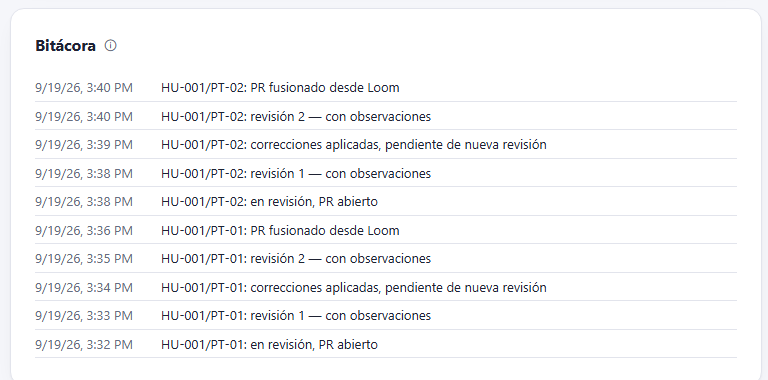 Bitácora
9/19/26, 3:40 PM HU-001/PT-02: PR fusionado desde Loom
9/19/26, 3:40 PM HU-001/PT-02: revisión 2 — con observaciones
9/19/26, 3:39 PM HU-001/PT-02: correcciones aplicadas, pendiente de nueva revisión
9/19/26, 3:38 PM HU-001/PT-02: revisión 1 — con observaciones
9/19/26, 3:38 PM HU-001/PT-02: en revisión, PR abierto
9/19/26, 3:36 PM HU-001/PT-01: PR fusionado desde Loom
9/19/26, 3:35 PM HU-001/PT-01: revisión 2 — con observaciones
9/19/26, 3:34 PM HU-001/PT-01: correcciones aplicadas, pendiente de nueva revisión
9/19/26, 3:33 PM HU-001/PT-01: revisión 1 — con observaciones
9/19/26, 3:32 PM HU-001/PT-01: en revisión, PR abierto